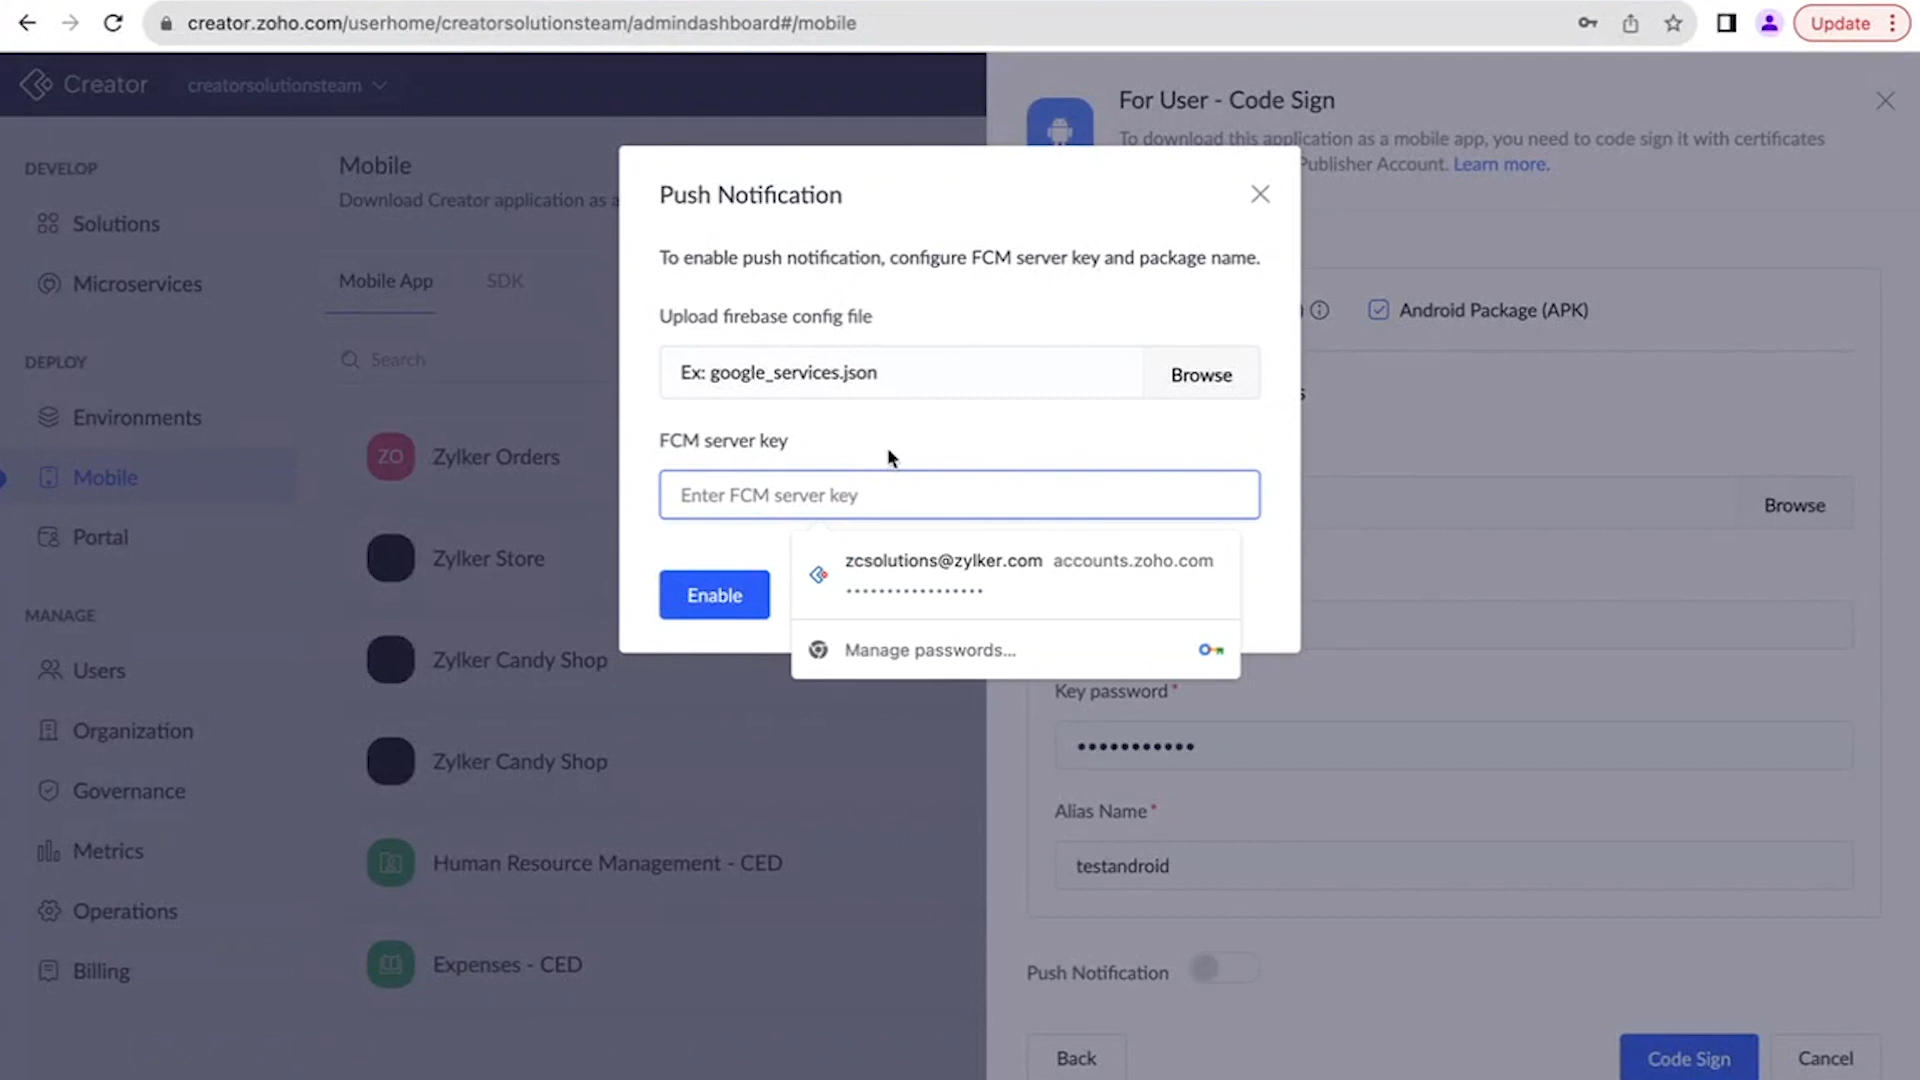 creator.zoho.com/userhome/creatorsolutionsteam/admindashboard#/mobile
Update
Creator
creatorsolutionsteam
DEVELOP
Solutions
Microservices
DEPLOY
Environments
Mobile
Portal
MANAGE
Users
Organization
Governance
Metrics
Operations
Billing
Mobile
Download Creator application as a
Mobile App
SDK
Search
ZO
Zylker Orders
Zylker Store
Zylker Candy Shop
Zylker Candy Shop
Human Resource Management - CED
Expenses - CED
Push Notification
To enable push notification, configure FCM server key and package name.
Upload firebase config file
Ex: google_services.json
Browse
FCM server key
Enter FCM server key
Enable
zcsolutions@zylker.com accounts.zoho.com
•••••••••••••••••
Manage passwords...
For User - Code Sign
To download this application as a mobile app, you need to code sign it with certificates
Publisher Account. Learn more.
Android Package (APK)
Browse
Key password *
•••••••••••
Alias Name *
testandroid
Push Notification
Back
Code Sign
Cancel